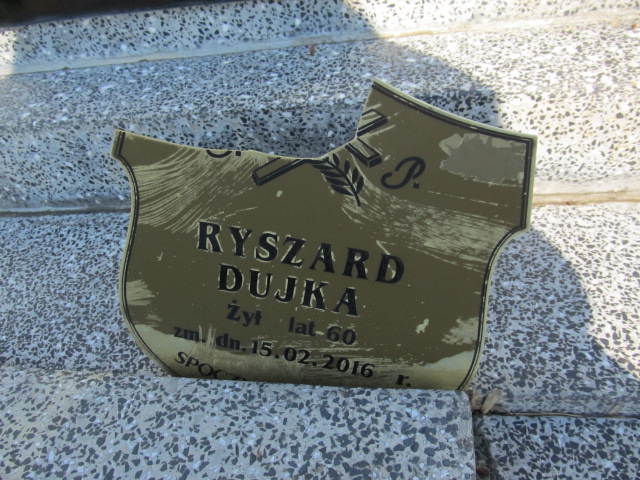 P.
RYSZARD
DUJKA
Żył lat 60
zm. dn. 15.02.2016 r.